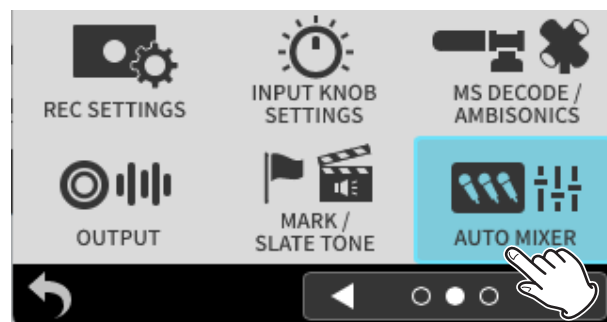 REC SETTINGS
INPUT KNOB
SETTINGS
MS DECODE /
AMBISONICS
OUTPUT
MARK /
SLATE TONE
AUTO MIXER